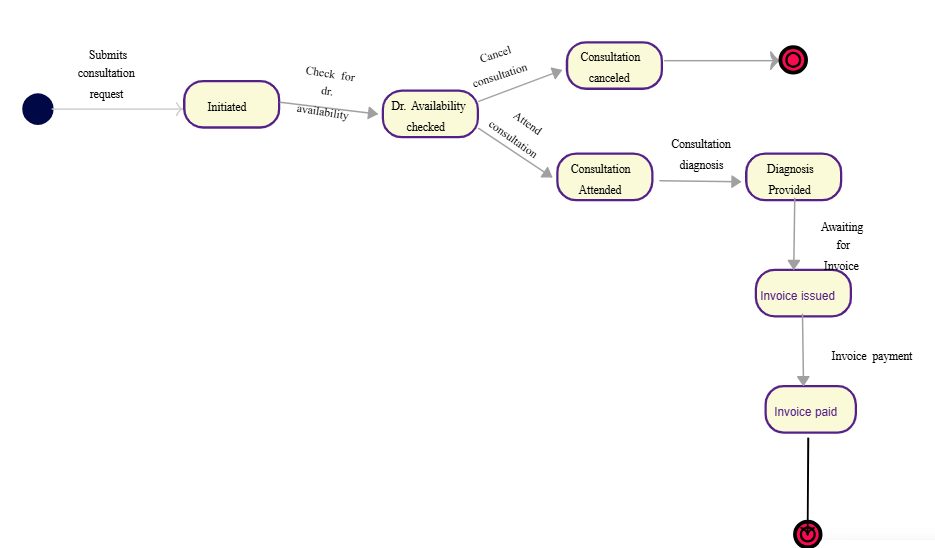 Submits
consultation
request
Initiated
Check for
dr.
availability
Dr. Availability
checked
Cancel
consultation
Consultation
canceled
Attend
consultation
Consultation
Attended
Consultation
diagnosis
Diagnosis
Provided
Awaiting
for
Invoice
Invoice issued
Invoice payment
Invoice paid